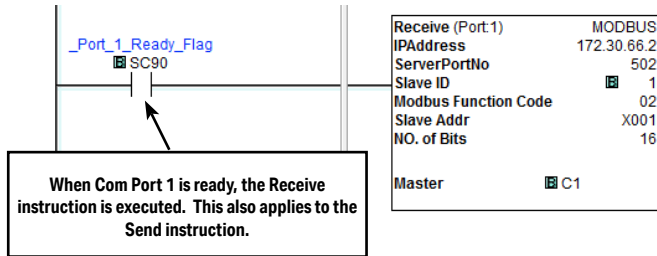 _Port_1_Ready_Flag
B SC90
Receive (Port:1) MODBUS
IPAddress 172.30.66.2
ServerPortNo 502
Slave ID B 1
Modbus Function Code 02
Slave Addr X001
NO. of Bits 16
Master B C1
When Com Port 1 is ready, the Receive
instruction is executed. This also applies to the
Send instruction.